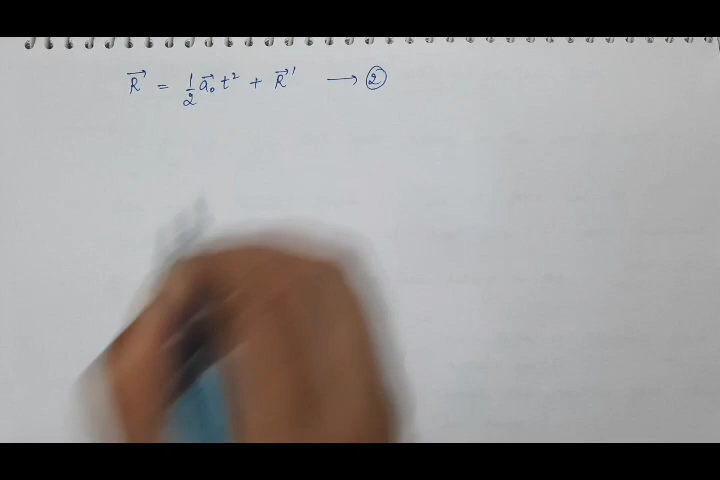 R⃗ = 1/2 a⃗₀ t² + R⃗' ⟶ ②